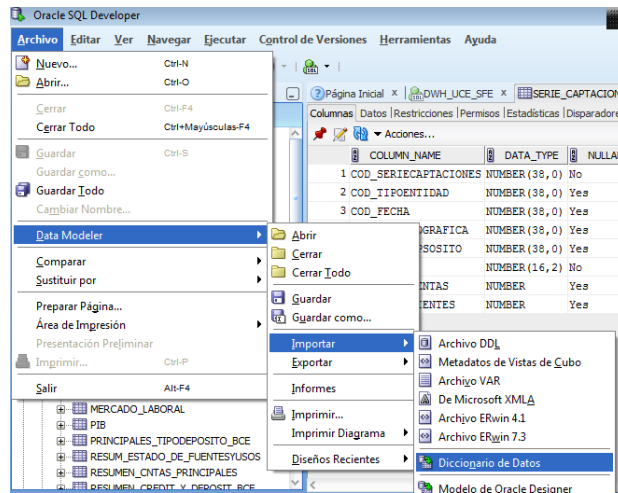 Oracle SQL Developer
Archivo Editar Ver Navegar Ejecutar Control de Versiones Herramientas Ayuda
Nuevo... Ctrl-N
Abrir... Ctrl-O
Cerrar Ctrl-F4
Cerrar Todo Ctrl+Mayúsculas-F4
Guardar Ctrl-S
Guardar como...
Guardar Todo
Cambiar Nombre...
Data Modeler
Comparar
Sustituir por
Preparar Página...
Área de Impresión
Presentación Preliminar
Imprimir... Ctrl-P
Salir Alt-F4
MERCADO_LABORAL
PIB
PRINCIPALES_TIPODEPOSITO_BCE
RESUM_ESTADO_DE_FUENTESYUSOS
RESUMEN_CNTAS_PRINCIPALES
RESUMEN_CREDIT_Y_DEPOSIT_BCE
Página Inicial x DWH_UCE_SFE x SERIE_CAPTACION
Columnas Datos Restricciones Permisos Estadísticas Disparadore
Acciones...
COLUMN_NAME DATA_TYPE NULLA
1 COD_SERIECAPTACIONES NUMBER(38,0) No
2 COD_TIPOENTIDAD NUMBER(38,0) Yes
3 COD_FECHA NUMBER(38,0) Yes
OGRAFICA NUMBER(38,0) Yes
PSOSITO NUMBER(38,0) Yes
NUMBER(16,2) No
NTAS NUMBER Yes
ENTES NUMBER Yes
Abrir
Cerrar
Cerrar Todo
Guardar
Guardar como...
Importar
Exportar
Informes
Imprimir...
Imprimir Diagrama
Diseños Recientes
Archivo DDL
Metadatos de Vistas de Cubo
Archivo VAR
De Microsoft XMLA
Archivo ERwin 4.1
Archivo ERwin 7.3
Diccionario de Datos
Modelo de Oracle Designer